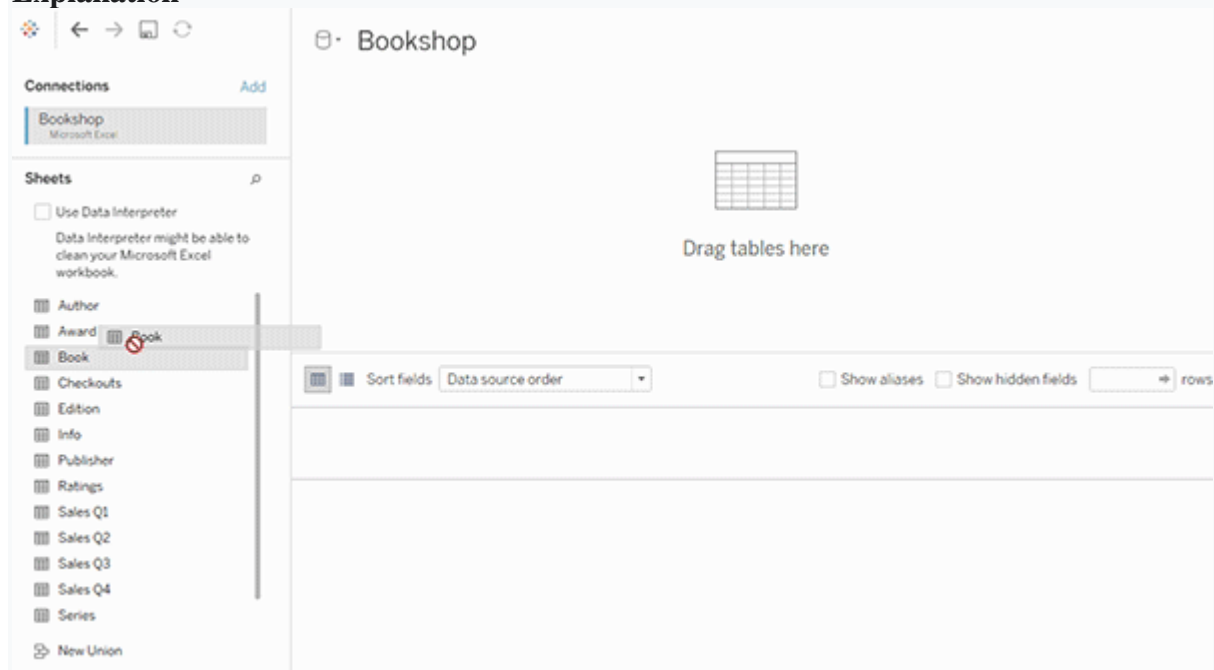 Explanation
Bookshop
Connections Add
Bookshop
Microsoft Excel
Sheets
Use Data Interpreter
Data Interpreter might be able to
clean your Microsoft Excel
workbook.
Author
Award
Book
Book
Checkouts
Edition
Info
Publisher
Ratings
Sales Q1
Sales Q2
Sales Q3
Sales Q4
Series
New Union
Drag tables here
Sort fields Data source order Show aliases Show hidden fields rows